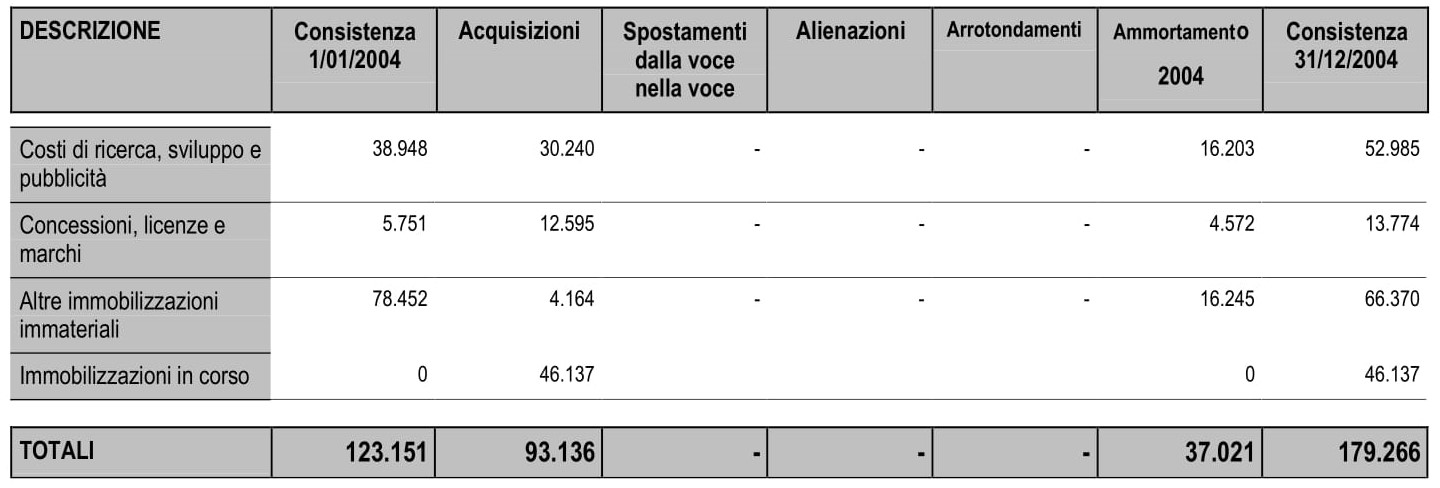 DESCRIZIONE Consistenza 1/01/2004 Acquisizioni Spostamenti dalla voce nella voce Alienazioni Arrotondamenti Ammortamento 2004 Consistenza 31/12/2004
Costi di ricerca, sviluppo e pubblicità 38.948 30.240 - - - 16.203 52.985
Concessioni, licenze e marchi 5.751 12.595 - - - 4.572 13.774
Altre immobilizzazioni immateriali 78.452 4.164 - - - 16.245 66.370
Immobilizzazioni in corso 0 46.137 0 46.137
TOTALI 123.151 93.136 - - - 37.021 179.266